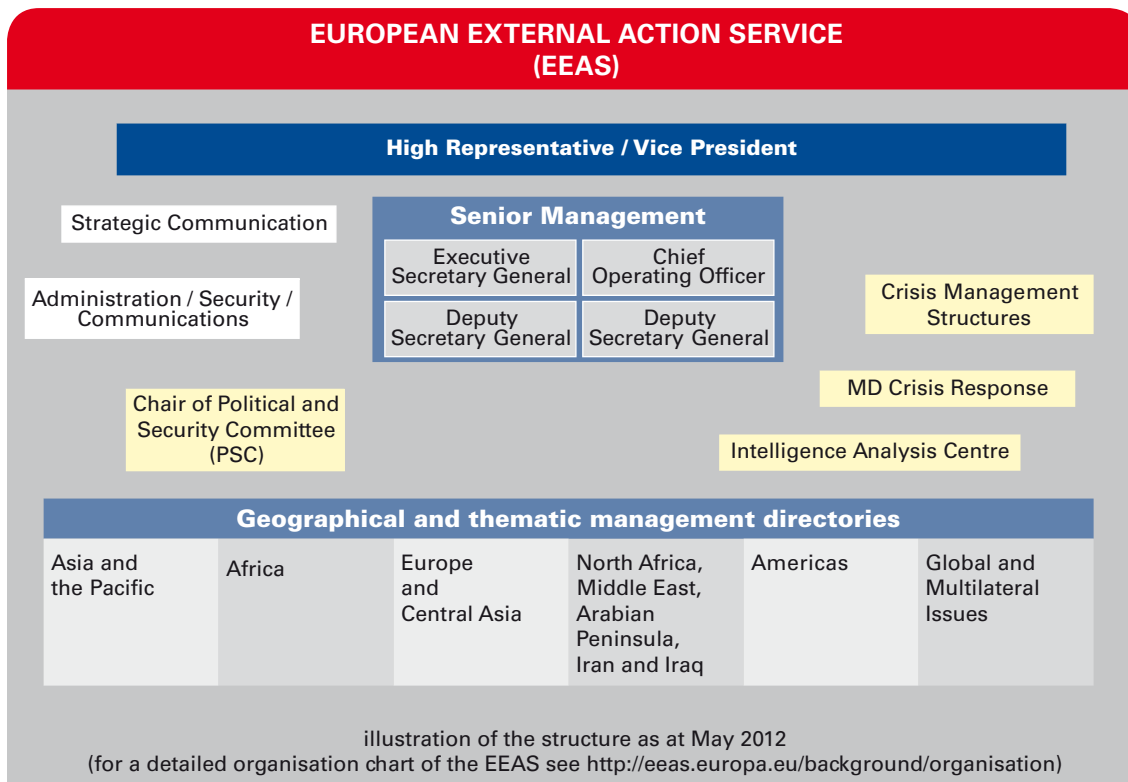 EUROPEAN EXTERNAL ACTION SERVICE
(EEAS)
High Representative / Vice President
Strategic Communication
Administration / Security /
Communications
Senior Management
Executive
Secretary General
Chief
Operating Officer
Deputy
Secretary General
Deputy
Secretary General
Crisis Management
Structures
MD Crisis Response
Chair of Political and
Security Committee
(PSC)
Intelligence Analysis Centre
Geographical and thematic management directories
Asia and
the Pacific
Africa
Europe
and
Central Asia
North Africa,
Middle East,
Arabian
Peninsula,
Iran and Iraq
Americas
Global and
Multilateral
Issues
illustration of the structure as at May 2012
(for a detailed organisation chart of the EEAS see http://eeas.europa.eu/background/organisation)